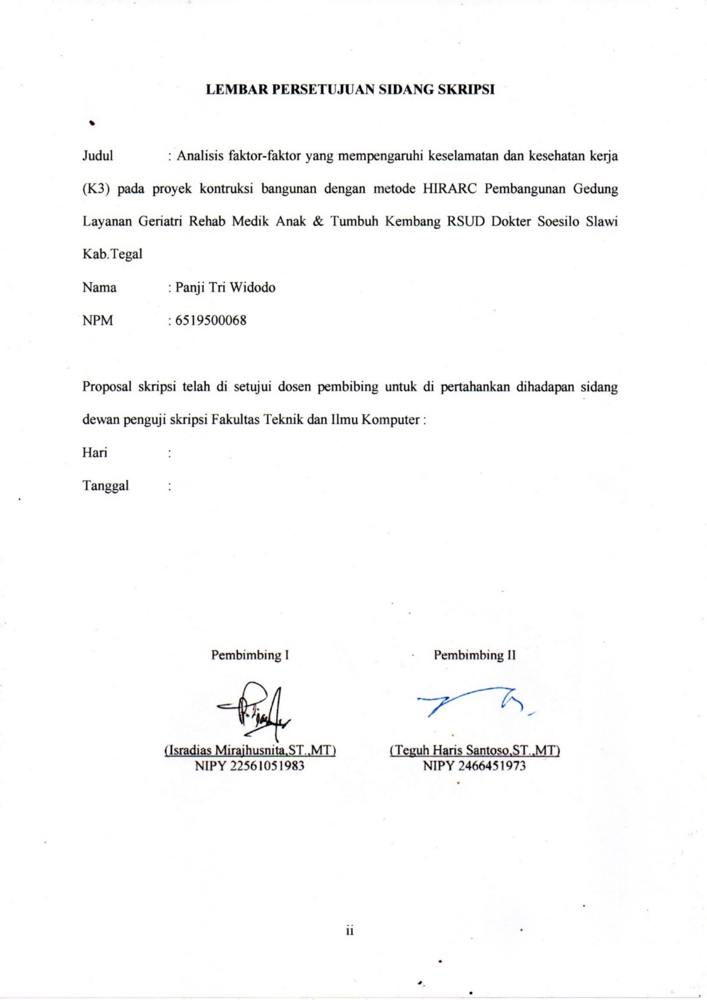 LEMBAR PERSETUJUAN SIDANG SKRIPSI
Judul : Analisis faktor-faktor yang mempengaruhi keselamatan dan kesehatan kerja
(K3) pada proyek kontruksi bangunan dengan metode HIRARC Pembangunan Gedung
Layanan Geriatri Rehab Medik Anak & Tumbuh Kembang RSUD Dokter Soesilo Slawi
Kab.Tegal
Nama : Panji Tri Widodo
NPM : 6519500068
Proposal skripsi telah di setujui dosen pembibing untuk di pertahankan dihadapan sidang
dewan penguji skripsi Fakultas Teknik dan Ilmu Komputer :
Hari :
Tanggal :
Pembimbing I Pembimbing II
(Isradias Mirajhusnita,ST.,MT) (Teguh Haris Santoso,ST.,MT)
NIPY 22561051983 NIPY 2466451973
ii